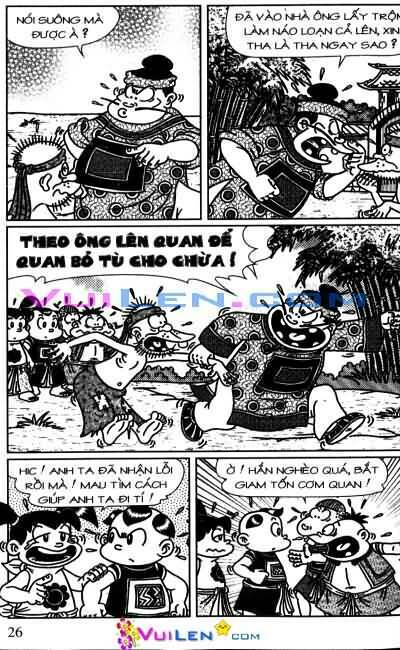 NÓI SUÔNG MÀ
ĐƯỢC À?
ĐÃ VÀO NHÀ ÔNG LẤY TRỘM
LÀM NÁO LOẠN CẢ LÊN, XIN
THA LÀ THA NGAY SAO?
THEO ÔNG LÊN QUAN ĐỂ
QUAN BỎ TÙ CHO CHỪA!
VUILEN.COM
HIC! ANH TA ĐÃ NHẬN LỖI
RỒI MÀ! MAU TÌM CÁCH
GIÚP ANH TA ĐI TÍ!
Ờ! HẮN NGHÈO QUÁ, BẮT
GIAM TỐN CƠM QUAN!
26
VUILEN.COM